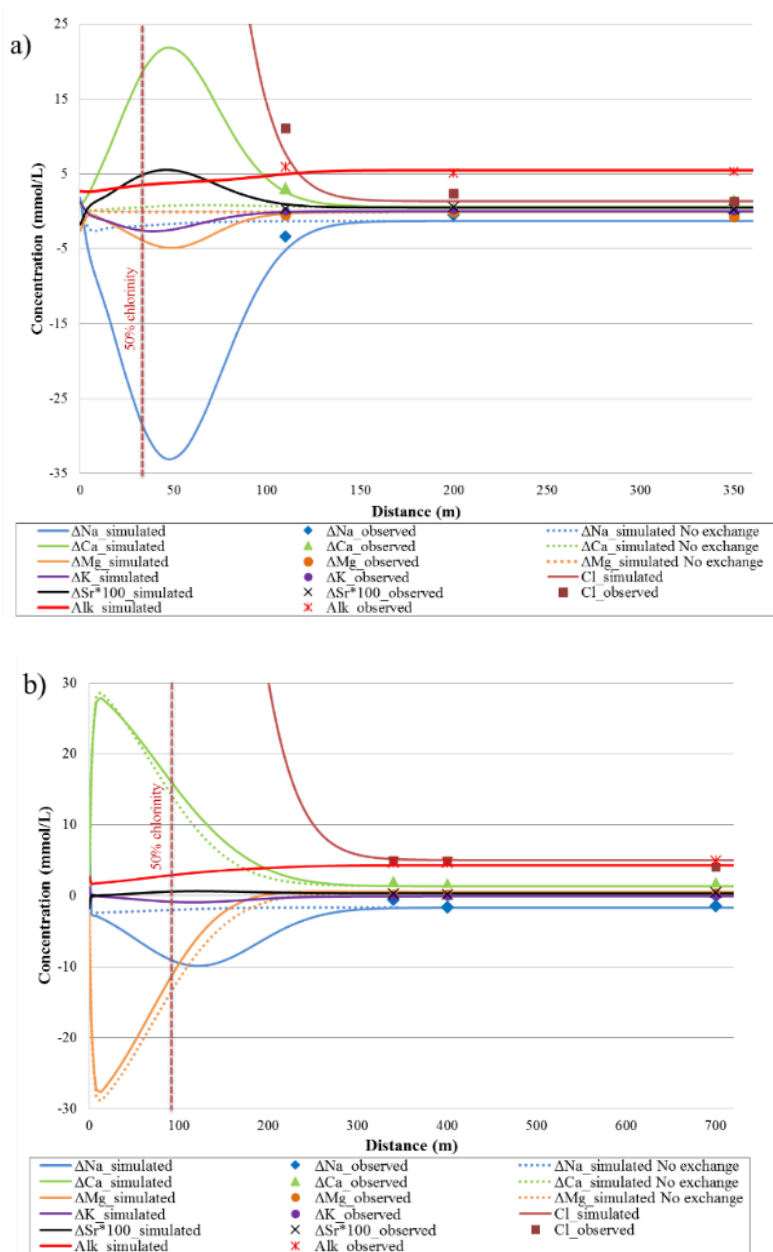 a)
25
15
5
-5
-15
-25
-35
Concentration (mmol/L)
50% chlorinity
0 50 100 150 200 250 300 350
Distance (m)
ΔNa_simulated ΔNa_observed ΔNa_simulated No exchange
ΔCa_simulated ΔCa_observed ΔCa_simulated No exchange
ΔMg_simulated ΔMg_observed ΔMg_simulated No exchange
ΔK_simulated ΔK_observed Cl_simulated
ΔSr*100_simulated ΔSr*100_observed Cl_observed
Alk_simulated Alk_observed
b)
30
20
10
0
-10
-20
-30
Concentration (mmol/L)
50% chlorinity
0 100 200 300 400 500 600 700
Distance (m)
ΔNa_simulated ΔNa_observed ΔNa_simulated No exchange
ΔCa_simulated ΔCa_observed ΔCa_simulated No exchange
ΔMg_simulated ΔMg_observed ΔMg_simulated No exchange
ΔK_simulated ΔK_observed Cl_simulated
ΔSr*100_simulated ΔSr*100_observed Cl_observed
Alk_simulated Alk_observed